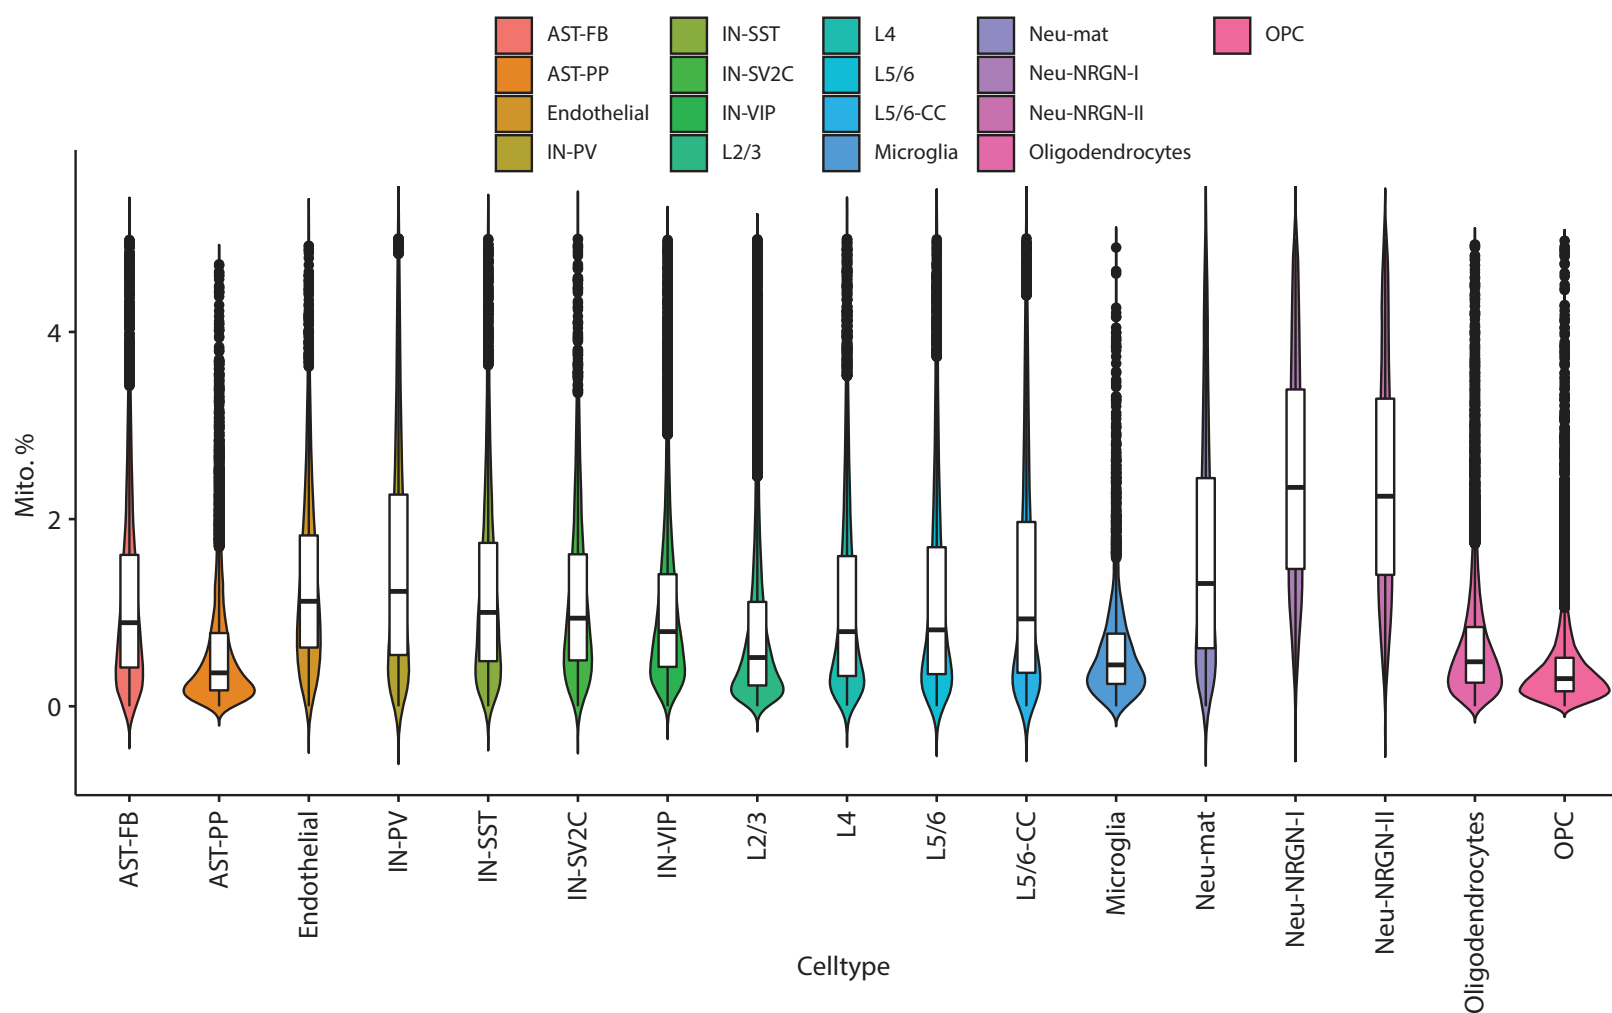 AST-FB IN-SST L4 Neu-mat OPC
AST-PP IN-SV2C L5/6 Neu-NRGN-I
Endothelial IN-VIP L5/6-CC Neu-NRGN-II
IN-PV L2/3 Microglia Oligodendrocytes
Mito. %
4
2
0
AST-FB
AST-PP
Endothelial
IN-PV
IN-SST
IN-SV2C
IN-VIP
L2/3
L4
L5/6
L5/6-CC
Microglia
Neu-mat
Neu-NRGN-I
Neu-NRGN-II
Oligodendrocytes
OPC
Celltype